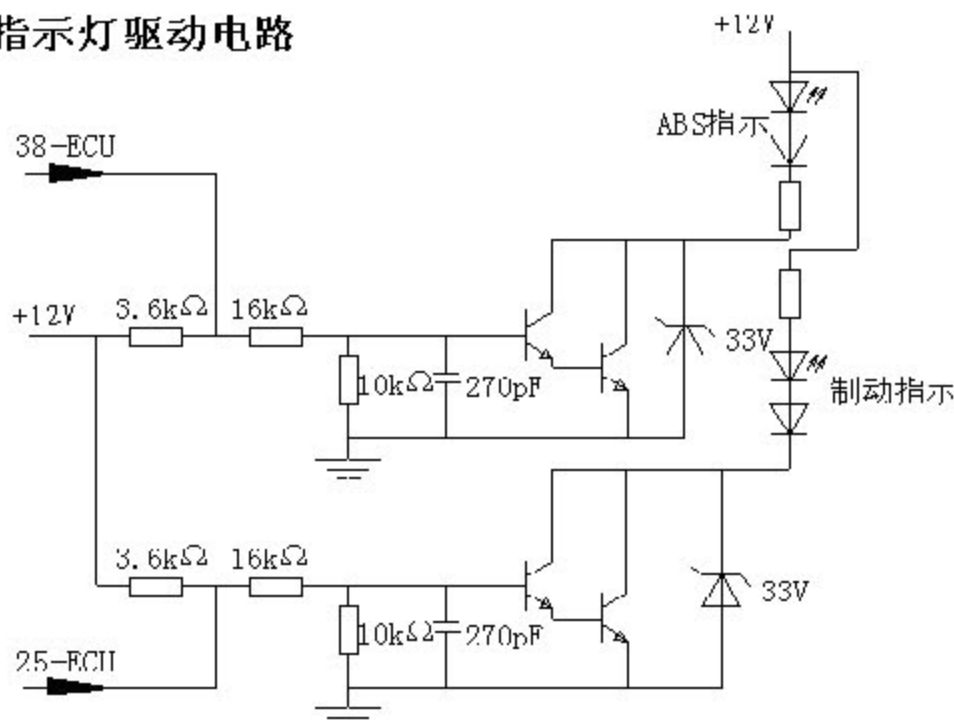 指示灯驱动电路
+12V
ABS指示
38-ECU
+12V
3.6kΩ
16kΩ
10kΩ
270pF
33V
制动指示
3.6kΩ
16kΩ
10kΩ
270pF
33V
25-ECU